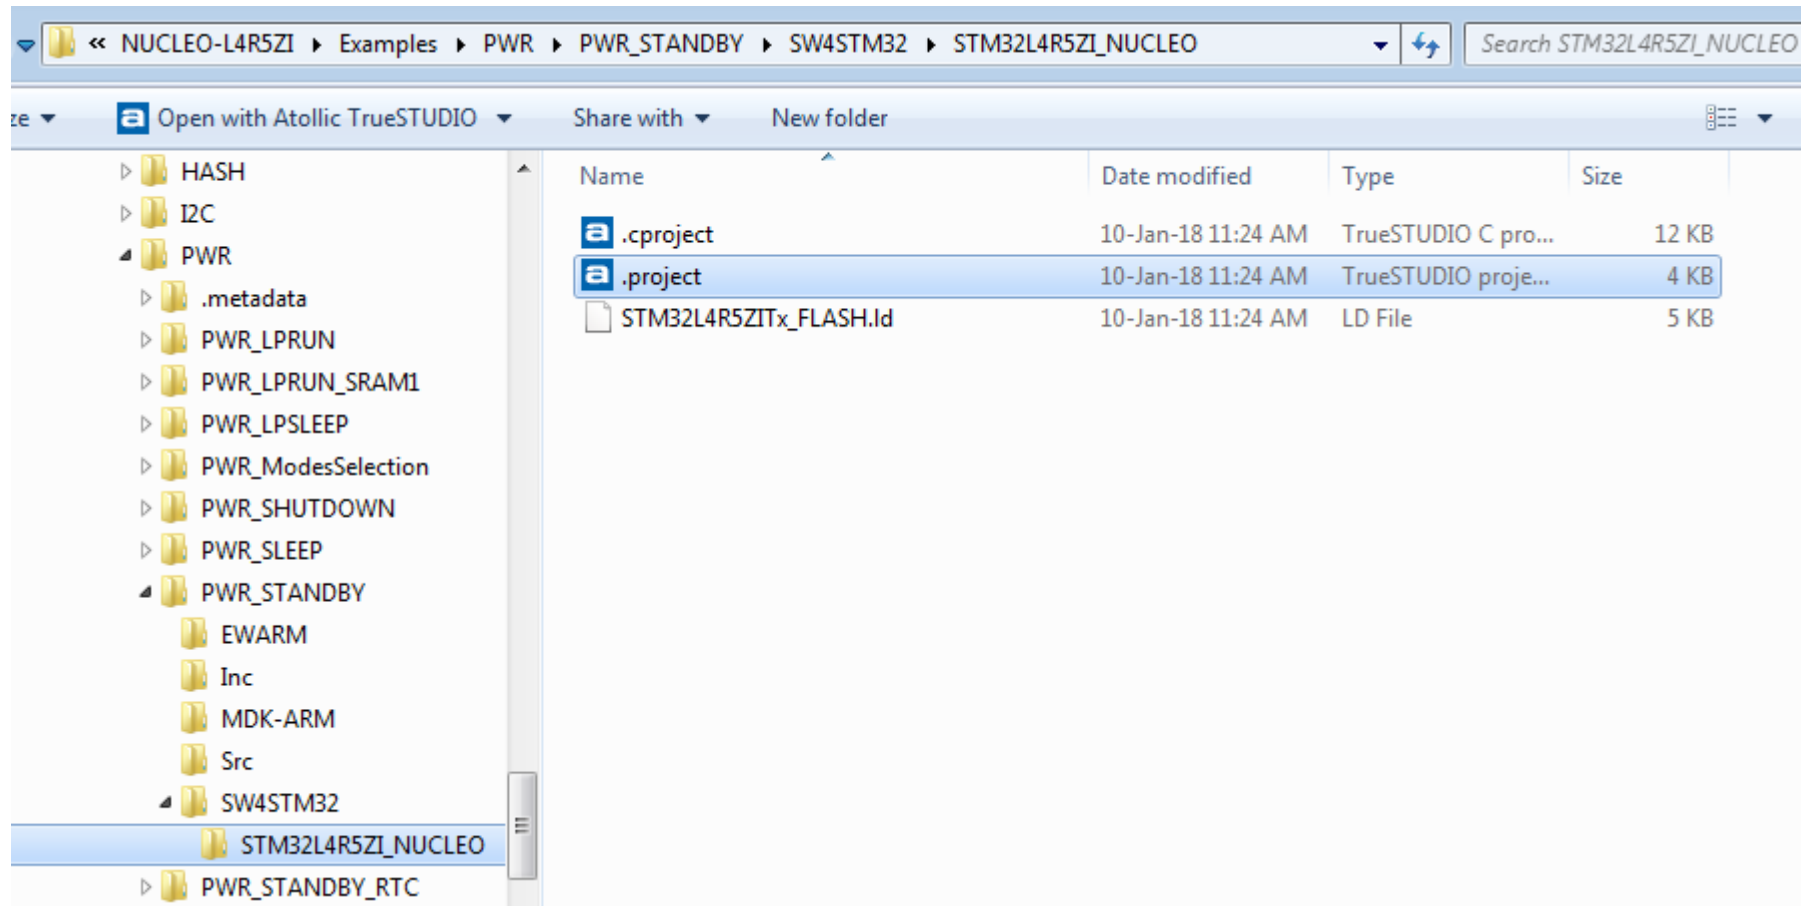 « NUCLEO-L4R5ZI Examples PWR PWR_STANDBY SW4STM32 STM32L4R5ZI_NUCLEO Search STM32L4R5ZI_NUCLEO
ze Open with Atollic TrueSTUDIO Share with New folder
HASH
I2C
PWR
.metadata
PWR_LPRUN
PWR_LPRUN_SRAM1
PWR_LPSLEEP
PWR_ModesSelection
PWR_SHUTDOWN
PWR_SLEEP
PWR_STANDBY
EWARM
Inc
MDK-ARM
Src
SW4STM32
STM32L4R5ZI_NUCLEO
PWR_STANDBY_RTC
Name Date modified Type Size
.cproject 10-Jan-18 11:24 AM TrueSTUDIO C pro... 12 KB
.project 10-Jan-18 11:24 AM TrueSTUDIO proje... 4 KB
STM32L4R5ZITx_FLASH.ld 10-Jan-18 11:24 AM LD File 5 KB